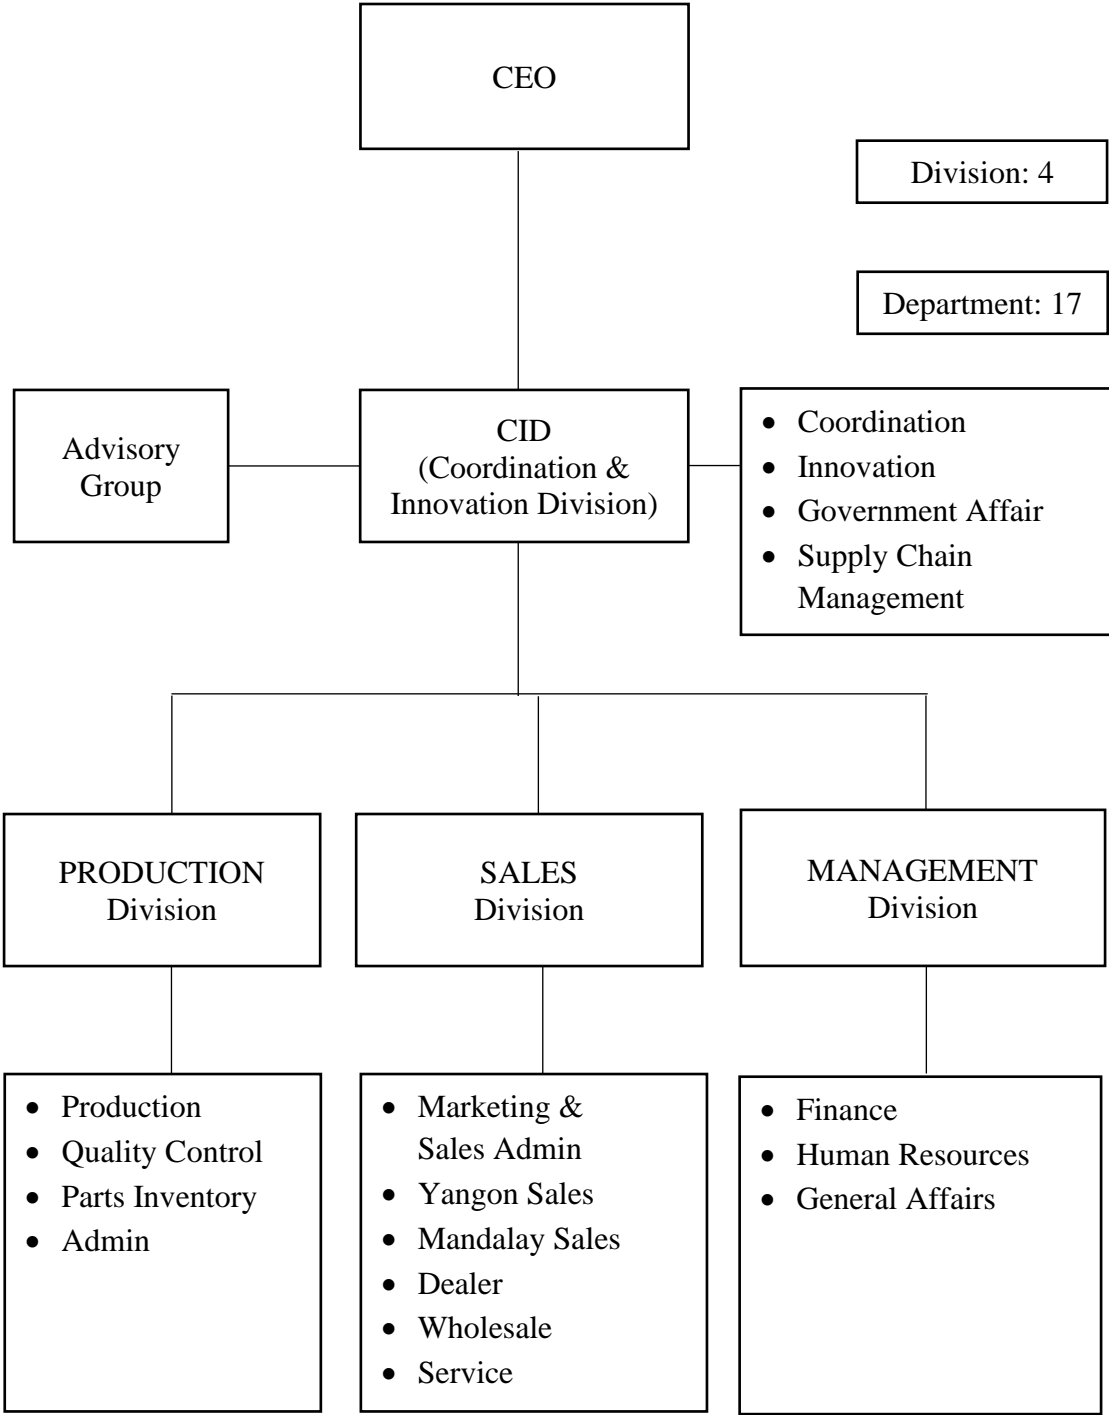 CEO
Division: 4
Department: 17
Advisory
Group
CID
(Coordination &
Innovation Division)
• Coordination
• Innovation
• Government Affair
• Supply Chain
Management
PRODUCTION
Division
SALES
Division
MANAGEMENT
Division
• Production
• Quality Control
• Parts Inventory
• Admin
• Marketing &
Sales Admin
• Yangon Sales
• Mandalay Sales
• Dealer
• Wholesale
• Service
• Finance
• Human Resources
• General Affairs